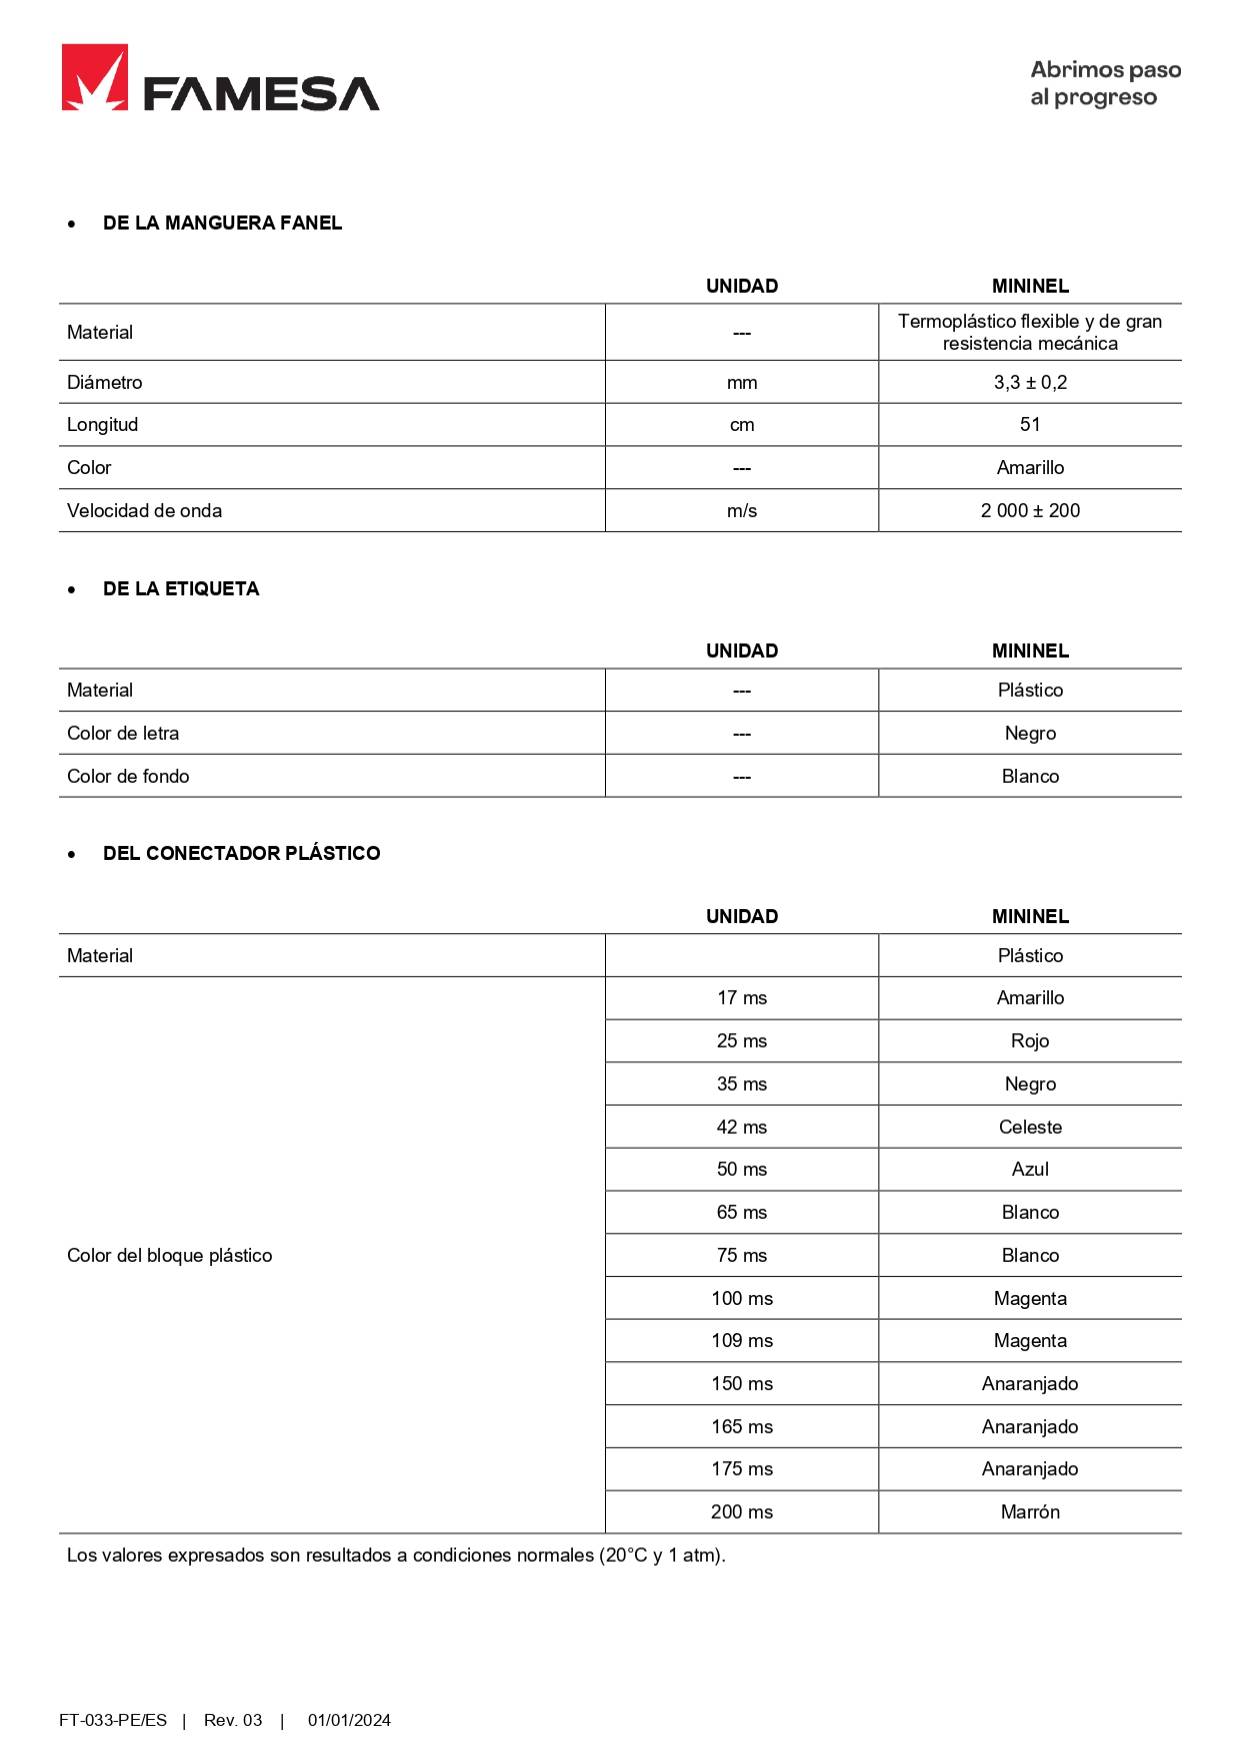 FAMESA
Abrimos paso
al progreso
• DE LA MANGUERA FANEL
UNIDAD MININEL
Material --- Termoplástico flexible y de gran
resistencia mecánica
Diámetro mm 3,3 ± 0,2
Longitud cm 51
Color --- Amarillo
Velocidad de onda m/s 2 000 ± 200
• DE LA ETIQUETA
UNIDAD MININEL
Material --- Plástico
Color de letra --- Negro
Color de fondo --- Blanco
• DEL CONECTADOR PLÁSTICO
UNIDAD MININEL
Material Plástico
17 ms Amarillo
25 ms Rojo
35 ms Negro
42 ms Celeste
50 ms Azul
65 ms Blanco
Color del bloque plástico 75 ms Blanco
100 ms Magenta
109 ms Magenta
150 ms Anaranjado
165 ms Anaranjado
175 ms Anaranjado
200 ms Marrón
Los valores expresados son resultados a condiciones normales (20°C y 1 atm).
FT-033-PE/ES | Rev. 03 | 01/01/2024